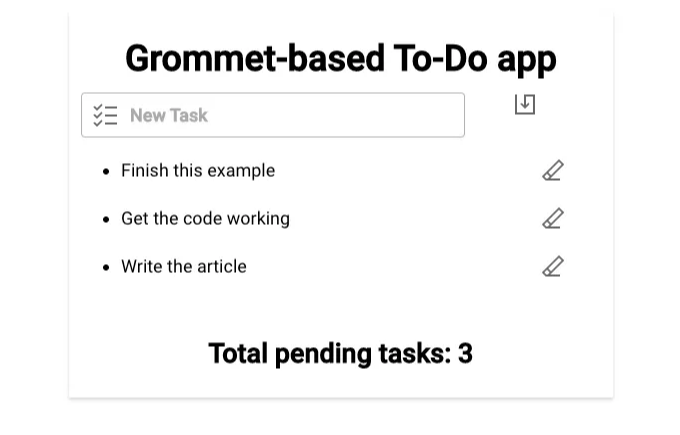 Grommet-based To-Do app
New Task
Finish this example
Get the code working
Write the article
Total pending tasks: 3